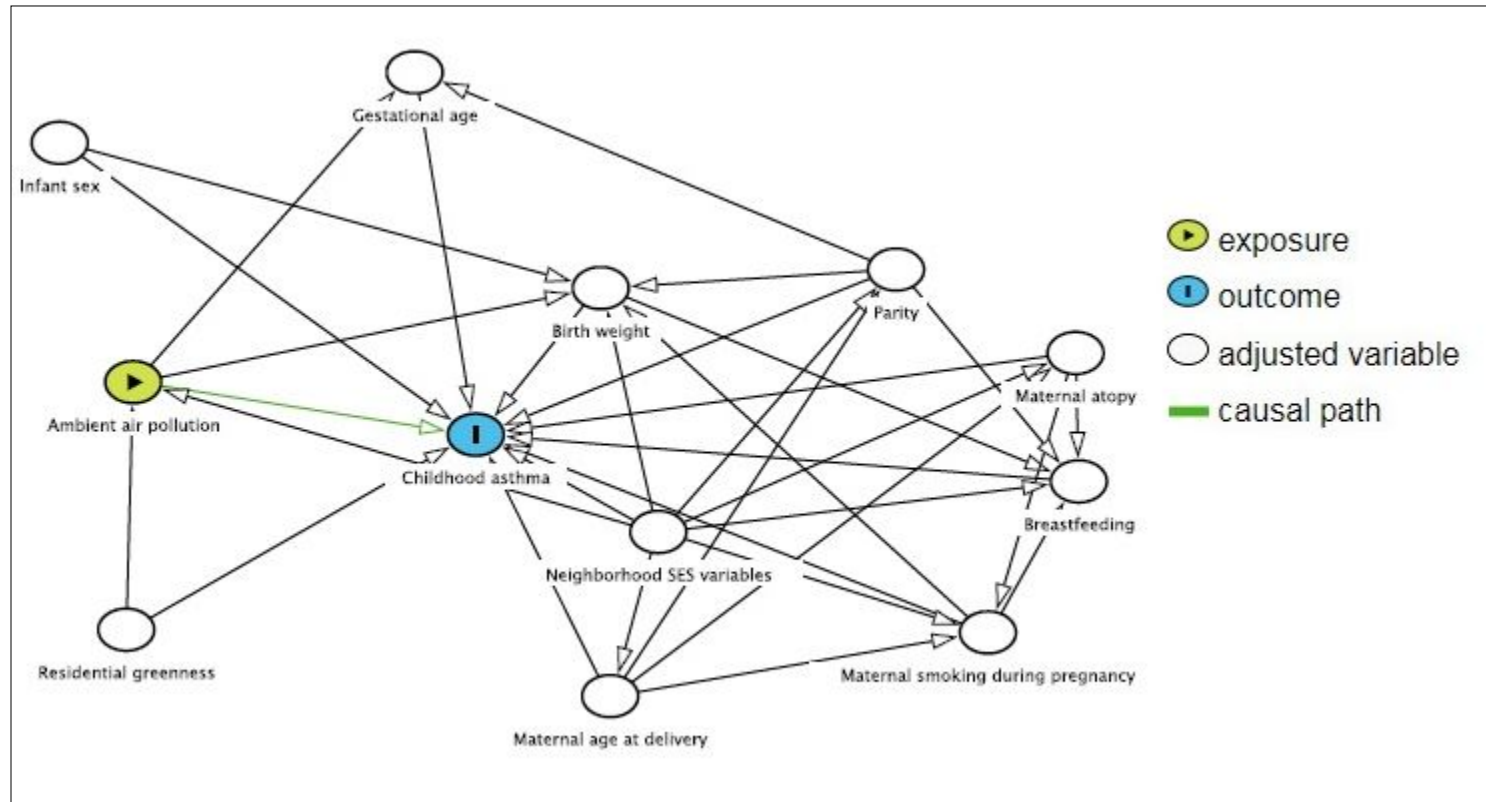 Gestational age
Infant sex
Parity
Birth weight
Maternal atopy
Ambient air pollution
Childhood asthma
Breastfeeding
Neighborhood SES variables
Residential greenness
Maternal smoking during pregnancy
Maternal age at delivery
exposure
outcome
adjusted variable
causal path